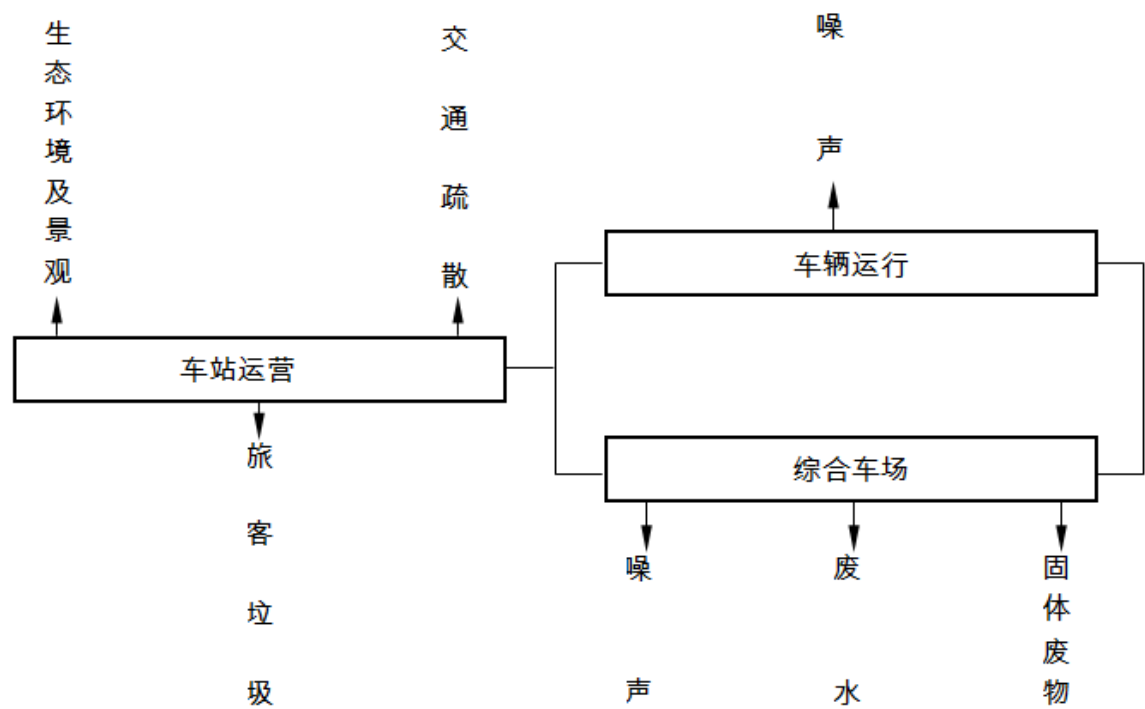 生态环境及景观
交通疏散
噪声
车辆运行
车站运营
旅客垃圾
综合车场
噪声
废水
固体废物